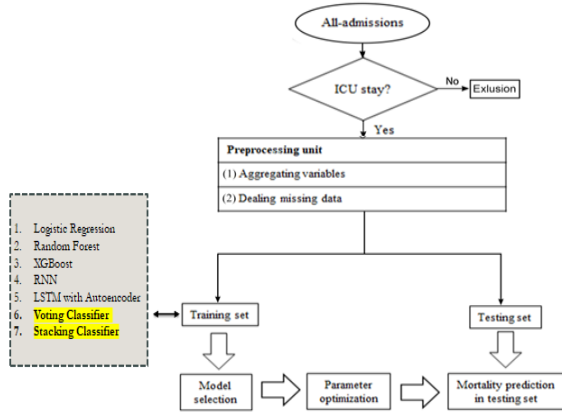 All-admissions
ICU stay?
No
Exlusion
Yes
Preprocessing unit
(1) Aggregating variables
(2) Dealing missing data
1. Logistic Regression
2. Random Forest
3. XGBoost
4. RNN
5. LSTM with Autoencoder
6. Voting Classifier
7. Stacking Classifier
Training set
Testing set
Model
selection
Parameter
optimization
Mortality prediction
in testing set